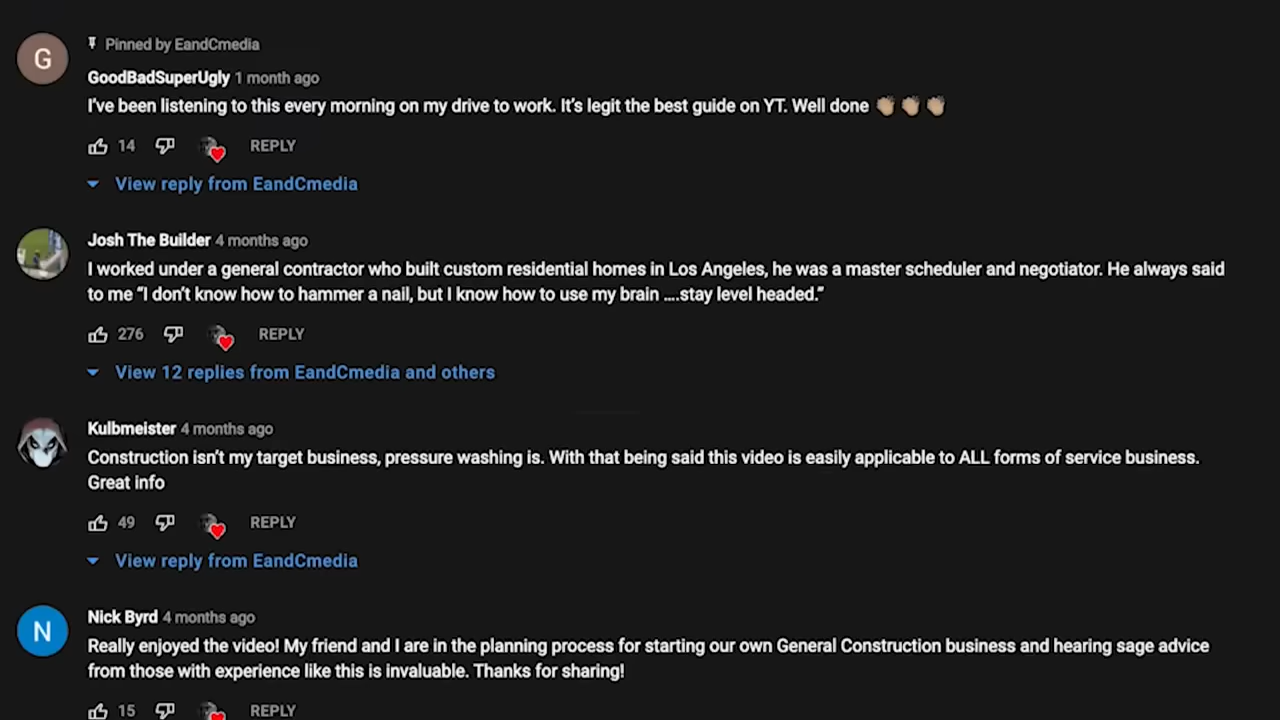 G
Pinned by EandCmedia
GoodBadSuperUgly 1 month ago
I've been listening to this every morning on my drive to work. It's legit the best guide on YT. Well done 👏🏼 👏🏼 👏🏼
14 REPLY
View reply from EandCmedia
Josh The Builder 4 months ago
I worked under a general contractor who built custom residential homes in Los Angeles, he was a master scheduler and negotiator. He always said
to me “I don't know how to hammer a nail, but I know how to use my brain ....stay level headed.”
276 REPLY
View 12 replies from EandCmedia and others
Kulbmeister 4 months ago
Construction isn't my target business, pressure washing is. With that being said this video is easily applicable to ALL forms of service business.
Great info
49 REPLY
View reply from EandCmedia
N
Nick Byrd 4 months ago
Really enjoyed the video! My friend and I are in the planning process for starting our own General Construction business and hearing sage advice
from those with experience like this is invaluable. Thanks for sharing!
15 REPLY